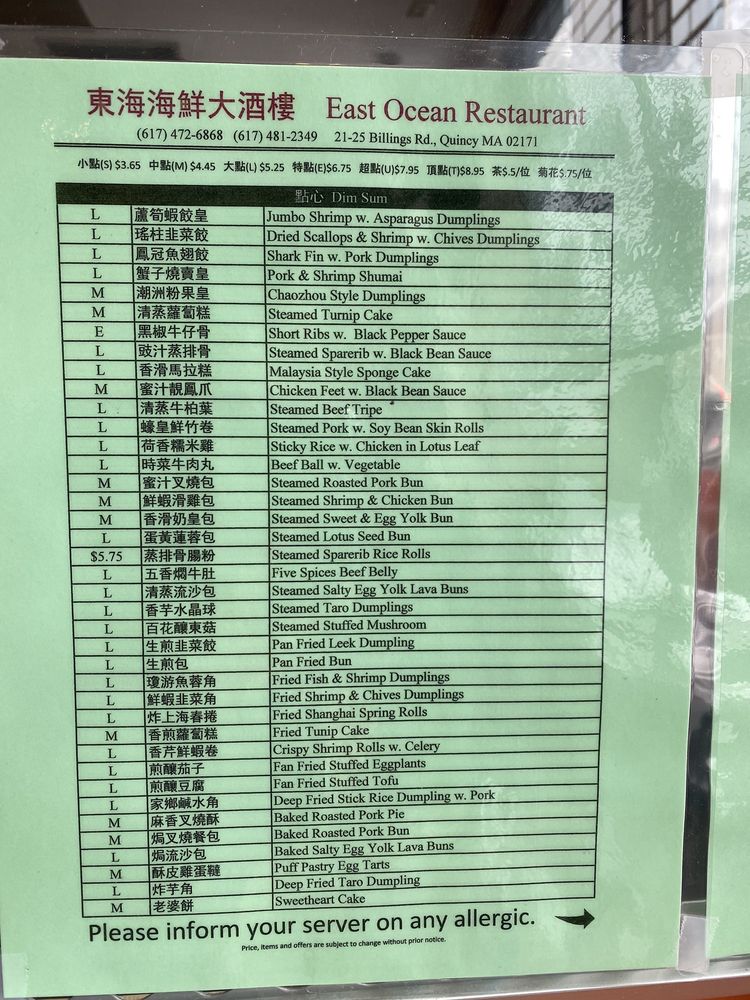 東海海鮮大酒樓 East Ocean Restaurant
(617) 472-6868 (617) 481-2349 21-25 Billings Rd., Quincy MA 02171
小點(S) $3.65 中點(M) $4.45 大點(L) $5.25 特點(E)$6.75 超點(U)$7.95 頂點(T)$8.95 茶$.5/位 菊花$.75/位
點心 Dim Sum
L 蘆筍蝦餃皇 Jumbo Shrimp w. Asparagus Dumplings
L 瑤柱韭菜餃 Dried Scallops & Shrimp w. Chives Dumplings
L 鳳冠魚翅餃 Shark Fin w. Pork Dumplings
L 蟹子燒賣皇 Pork & Shrimp Shumai
M 潮洲粉果皇 Chaozhou Style Dumplings
M 清蒸蘿蔔糕 Steamed Turnip Cake
E 黑椒牛仔骨 Short Ribs w. Black Pepper Sauce
L 豉汁蒸排骨 Steamed Sparerib w. Black Bean Sauce
L 香滑馬拉糕 Malaysia Style Sponge Cake
M 蜜汁靚鳳爪 Chicken Feet w. Black Bean Sauce
L 清蒸牛柏葉 Steamed Beef Tripe
L 蠔皇鮮竹卷 Steamed Pork w. Soy Bean Skin Rolls
L 荷香糯米雞 Sticky Rice w. Chicken in Lotus Leaf
L 時菜牛肉丸 Beef Ball w. Vegetable
M 蜜汁叉燒包 Steamed Roasted Pork Bun
M 鮮蝦滑雞包 Steamed Shrimp & Chicken Bun
M 香滑奶皇包 Steamed Sweet & Egg Yolk Bun
L 蛋黃蓮蓉包 Steamed Lotus Seed Bun
$5.75 蒸排骨腸粉 Steamed Sparerib Rice Rolls
L 五香燜牛肚 Five Spices Beef Belly
L 清蒸流沙包 Steamed Salty Egg Yolk Lava Buns
L 香芋水晶球 Steamed Taro Dumplings
L 百花釀東菇 Steamed Stuffed Mushroom
L 生煎韭菜餃 Pan Fried Leek Dumpling
L 生煎包 Pan Fried Bun
L 瓊游魚蓉角 Fried Fish & Shrimp Dumplings
L 鮮蝦韭菜角 Fried Shrimp & Chives Dumplings
L 炸上海春捲 Fried Shanghai Spring Rolls
M 香煎蘿蔔糕 Fried Tunip Cake
L 香芹鮮蝦卷 Crispy Shrimp Rolls w. Celery
L 煎釀茄子 Fan Fried Stuffed Eggplants
L 煎釀豆腐 Fan Fried Stuffed Tofu
L 家鄉鹹水角 Deep Fried Stick Rice Dumpling w. Pork
M 麻香叉燒酥 Baked Roasted Pork Pie
M 焗叉燒餐包 Baked Roasted Pork Bun
L 焗流沙包 Baked Salty Egg Yolk Lava Buns
M 酥皮雞蛋韃 Puff Pastry Egg Tarts
L 炸芋角 Deep Fried Taro Dumpling
M 老婆餅 Sweetheart Cake
Please inform your server on any allergic.
Price, items and offers are subject to change without prior notice.